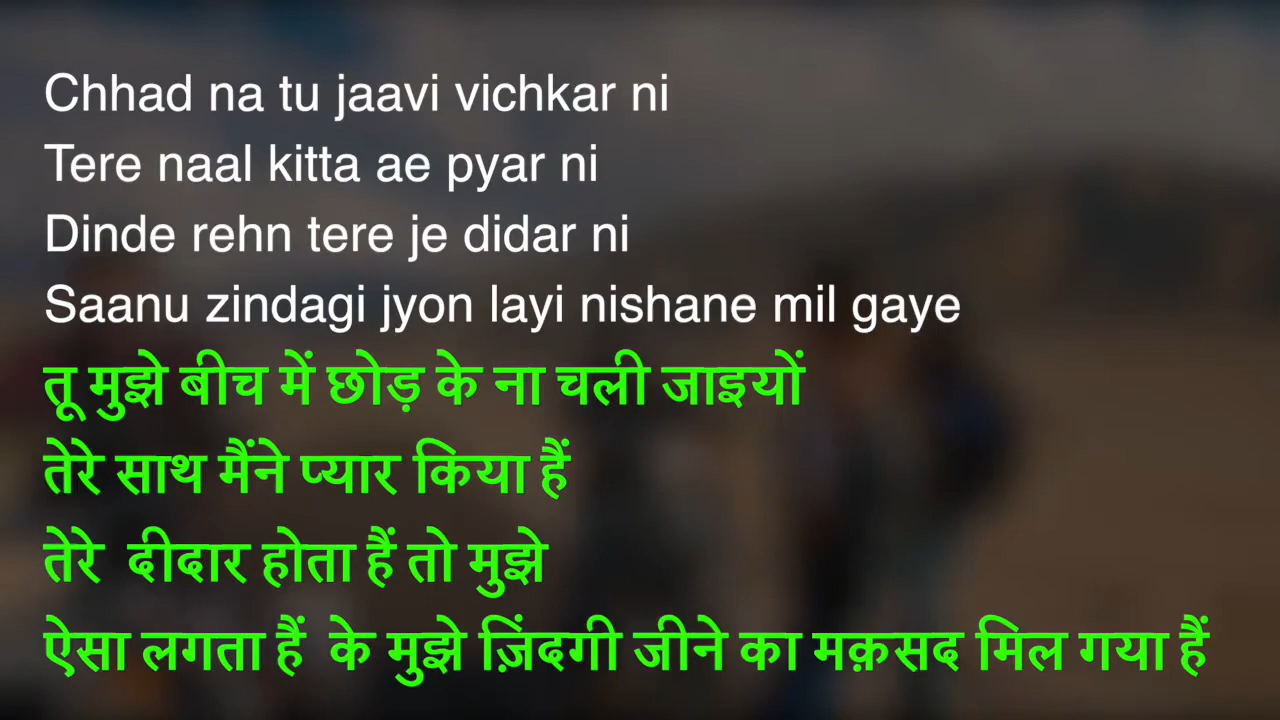 Chhad na tu jaavi vichkar ni
Tere naal kitta ae pyar ni
Dinde rehn tere je didar ni
Saanu zindagi jyon layi nishane mil gaye
तू मुझे बीच में छोड़ के ना चली जाइयों
तेरे साथ मैंने प्यार किया हैं
तेरे  दीदार होता हैं तो मुझे
ऐसा लगता हैं  के मुझे ज़िंदगी जीने का मक़सद मिल गया हैं